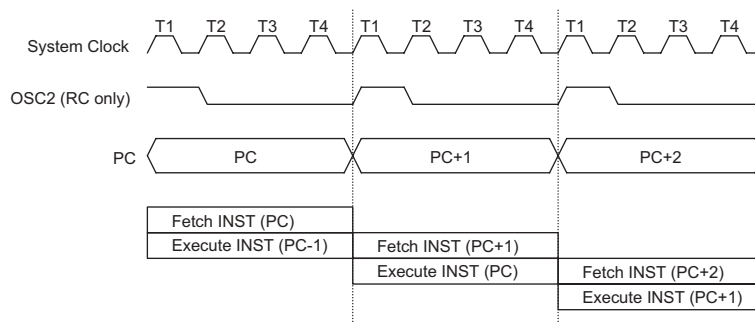 T1 T2 T3 T4 T1 T2 T3 T4 T1 T2 T3 T4
System Clock
OSC2 (RC only)
PC PC PC+1 PC+2
Fetch INST (PC)
Execute INST (PC-1) Fetch INST (PC+1)
Execute INST (PC) Fetch INST (PC+2)
Execute INST (PC+1)